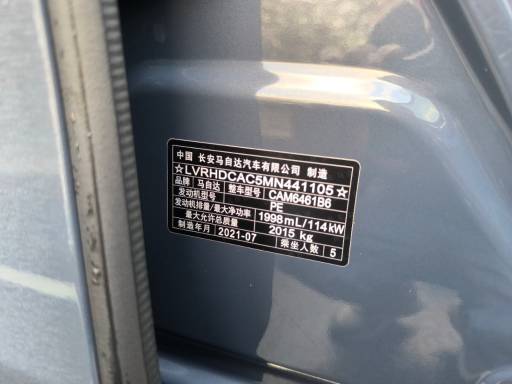 中国 长安马自达汽车有限公司 制造
☆LVRHDCAC5MN441105☆
品牌 马自达 整车型号 CAM6461B6
发动机型号 PE
发动机排量/最大净功率 1998mL/114kW
最大允许总质量 2015 kg
制造年月 2021-07 乘坐人数 5